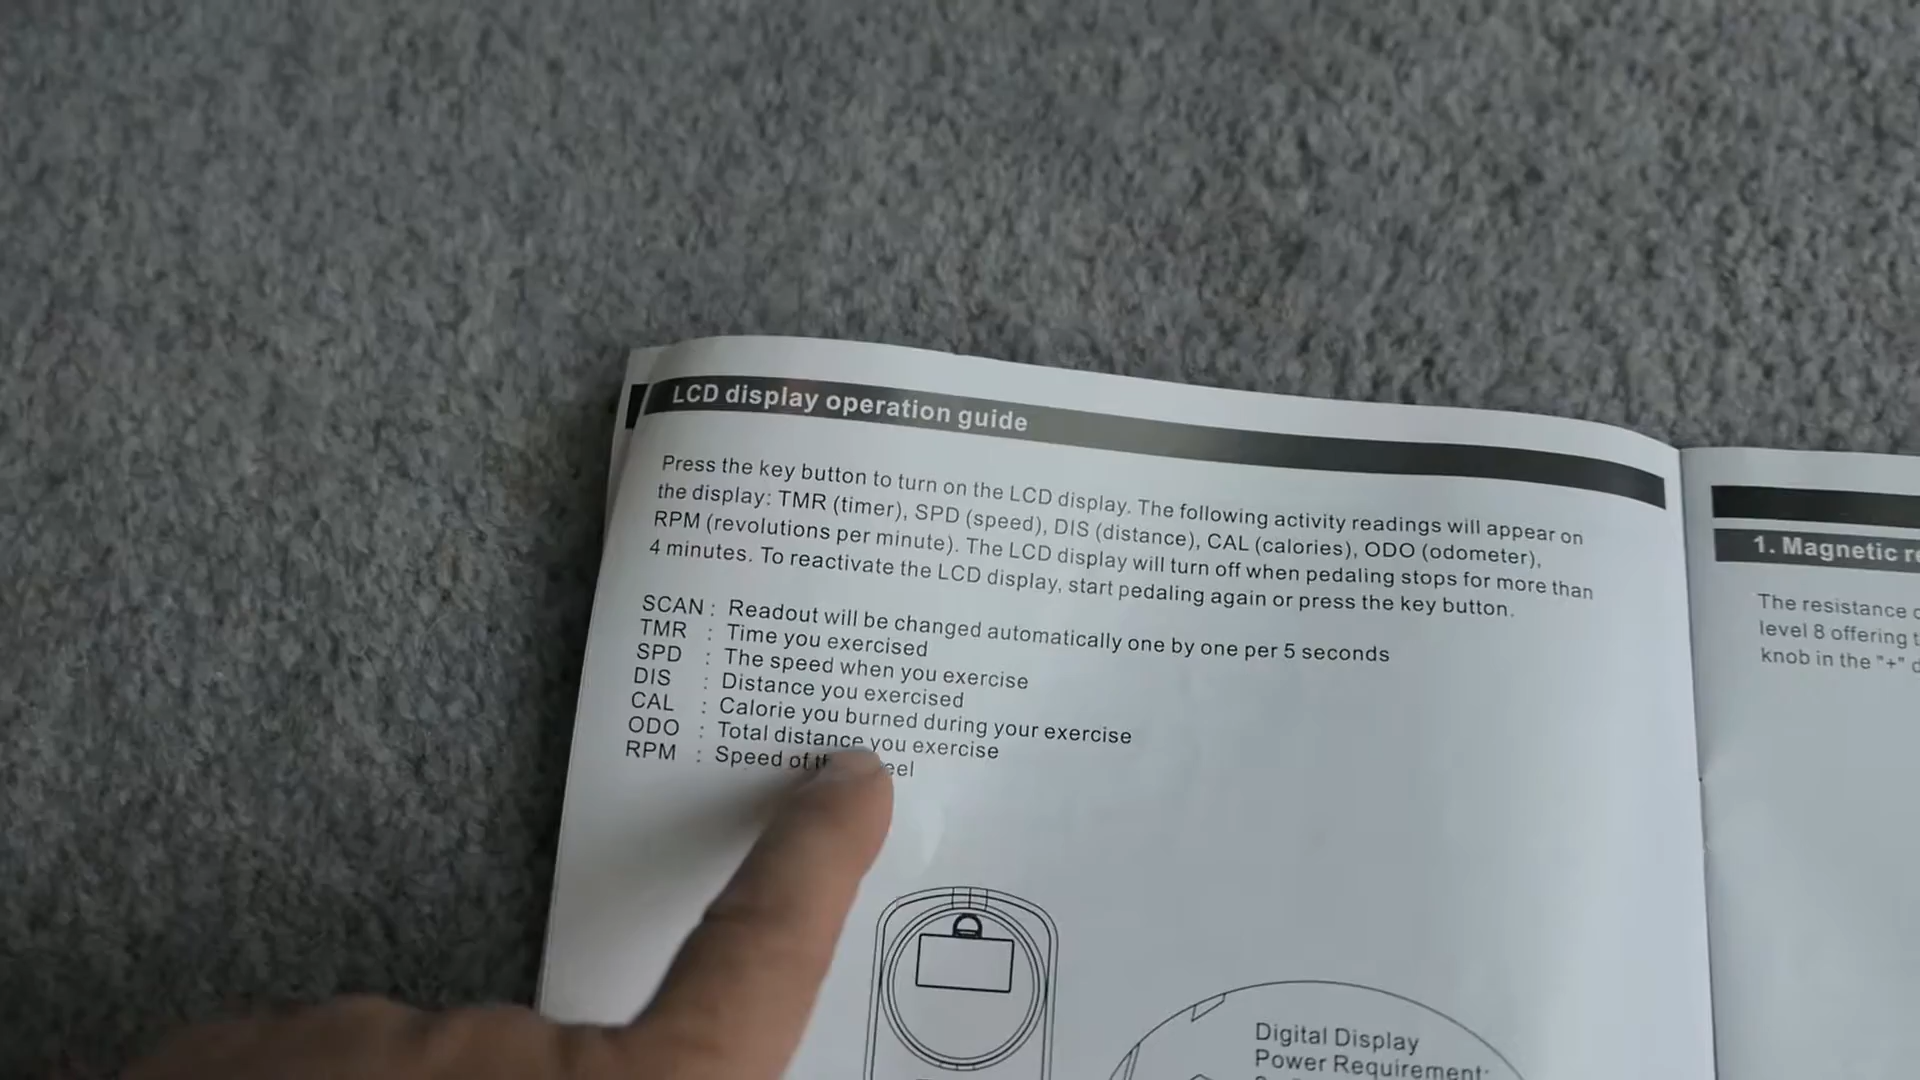 LCD display operation guide
Press the key button to turn on the LCD display. The following activity readings will appear on
the display: TMR (timer), SPD (speed), DIS (distance), CAL (calories), ODO (odometer),
RPM (revolutions per minute). The LCD display will turn off when pedaling stops for more than
4 minutes. To reactivate the LCD display, start pedaling again or press the key button.
SCAN : Readout will be changed automatically one by one per 5 seconds
TMR : Time you exercised
SPD : The speed when you exercise
DIS : Distance you exercised
CAL : Calorie you burned during your exercise
ODO : Total distance you exercise
RPM : Speed of
Digital Display
Power Requirement:
1. Magnetic
The resistance
level 8 offering
knob in the "+"